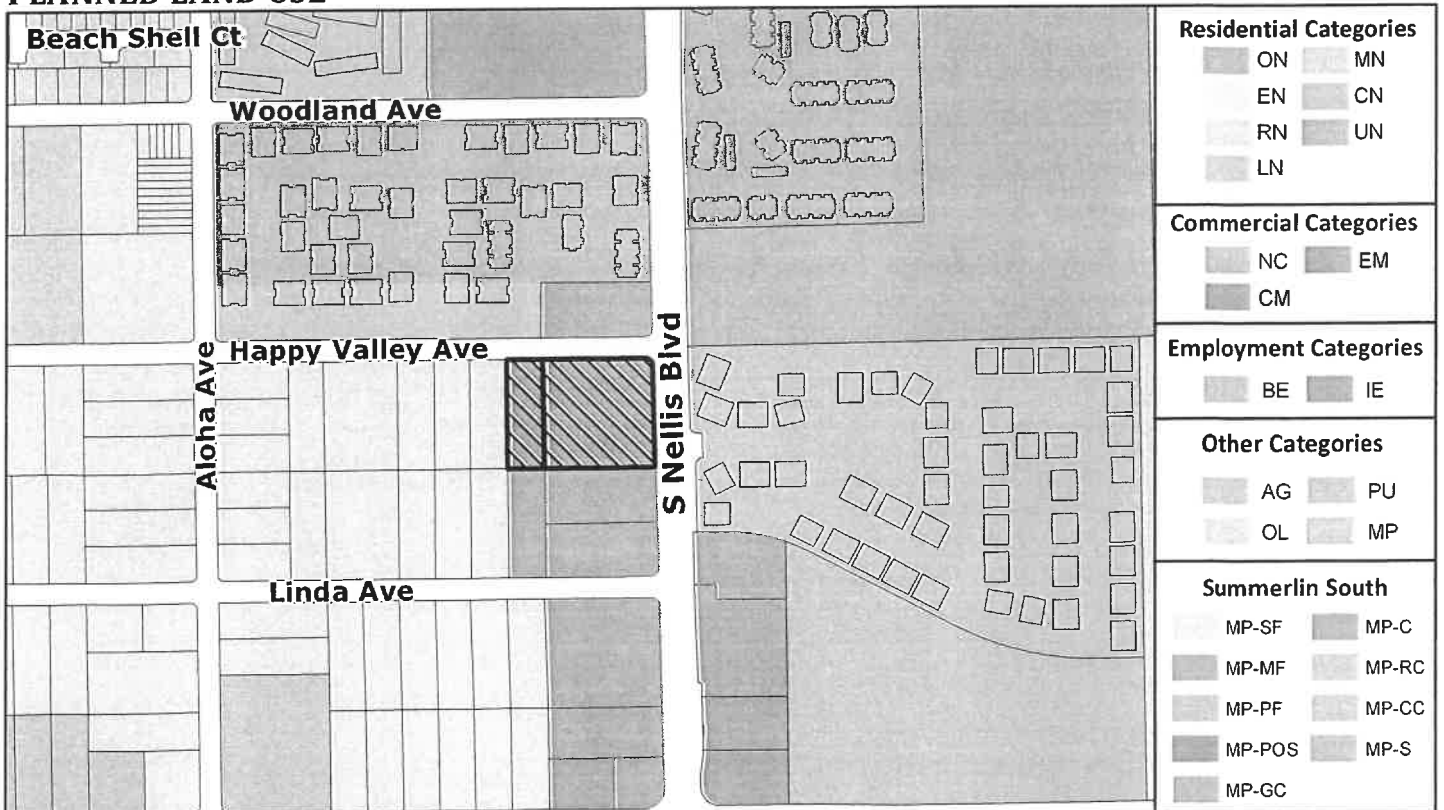 PLANNED LAND USE
Beach Shell Ct
Woodland Ave
Happy Valley Ave
Aloha Ave
S Nellis Blvd
Linda Ave
Residential Categories
ON MN
EN CN
RN UN
LN
Commercial Categories
NC EM
CM
Employment Categories
BE IE
Other Categories
AG PU
OL MP
Summerlin South
MP-SF MP-C
MP-MF MP-RC
MP-PF MP-CC
MP-POS MP-S
MP-GC